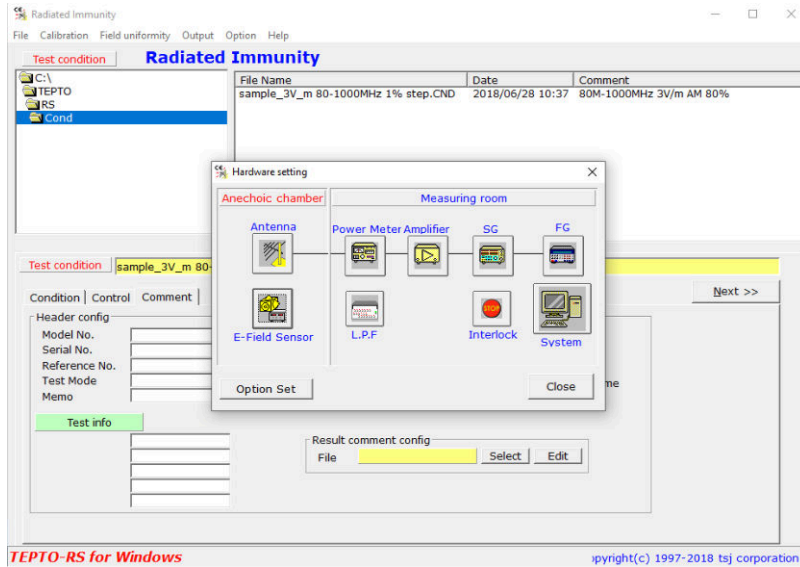 Radiated Immunity
File Calibration Field uniformity Output Option Help
Test condition Radiated Immunity
C:\
TEPTO
RS
Cond
File Name Date Comment
sample_3V_m 80-1000MHz 1% step.CND 2018/06/28 10:37 80M-1000MHz 3V/m AM 80%
Hardware setting
Anechoic chamber Measuring room
Antenna Power Meter Amplifier SG FG
E-Field Sensor L.P.F Interlock System
STOP
Option Set Close
Test condition sample_3V_m 80-
Next >>
Condition Control Comment
Header config
Model No.
Serial No.
Reference No.
Test Mode
Memo
me
Test info
Result comment config
File Select Edit
TEPTO-RS for Windows pyright(c) 1997-2018 tsj corporation